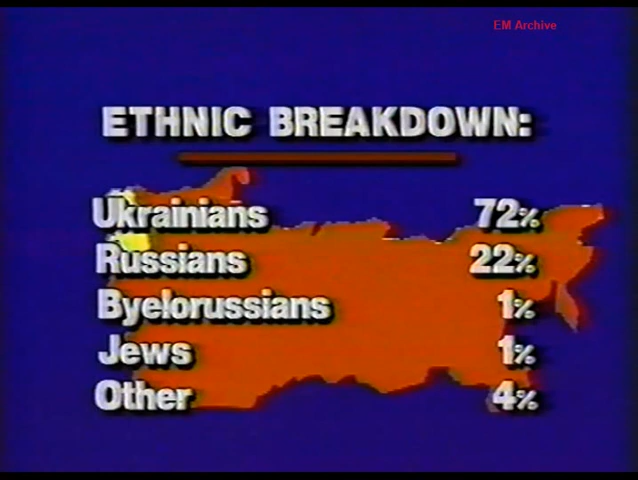 EM Archive
ETHNIC BREAKDOWN:
Ukrainians 72%
Russians 22%
Byelorussians 1%
Jews 1%
Other 4%